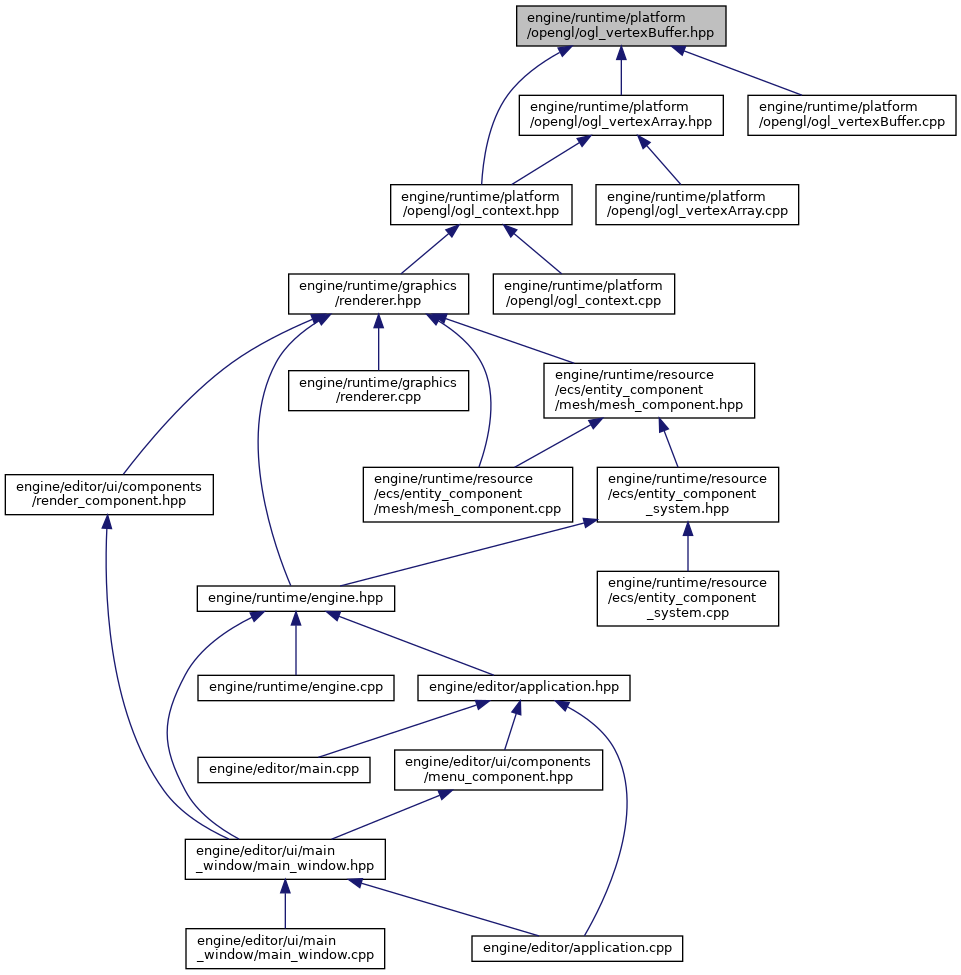 engine/runtime/platform
/opengl/ogl_vertexBuffer.hpp
engine/runtime/platform
/opengl/ogl_vertexArray.hpp
engine/runtime/platform
/opengl/ogl_vertexBuffer.cpp
engine/runtime/platform
/opengl/ogl_context.hpp
engine/runtime/platform
/opengl/ogl_vertexArray.cpp
engine/runtime/graphics
/renderer.hpp
engine/runtime/platform
/opengl/ogl_context.cpp
engine/runtime/graphics
/renderer.cpp
engine/runtime/resource
/ecs/entity_component
/mesh/mesh_component.hpp
engine/editor/ui/components
/render_component.hpp
engine/runtime/resource
/ecs/entity_component
/mesh/mesh_component.cpp
engine/runtime/resource
/ecs/entity_component
_system.hpp
engine/runtime/engine.hpp
engine/runtime/resource
/ecs/entity_component
_system.cpp
engine/runtime/engine.cpp
engine/editor/application.hpp
engine/editor/main.cpp
engine/editor/ui/components
/menu_component.hpp
engine/editor/ui/main
_window/main_window.hpp
engine/editor/ui/main
_window/main_window.cpp
engine/editor/application.cpp